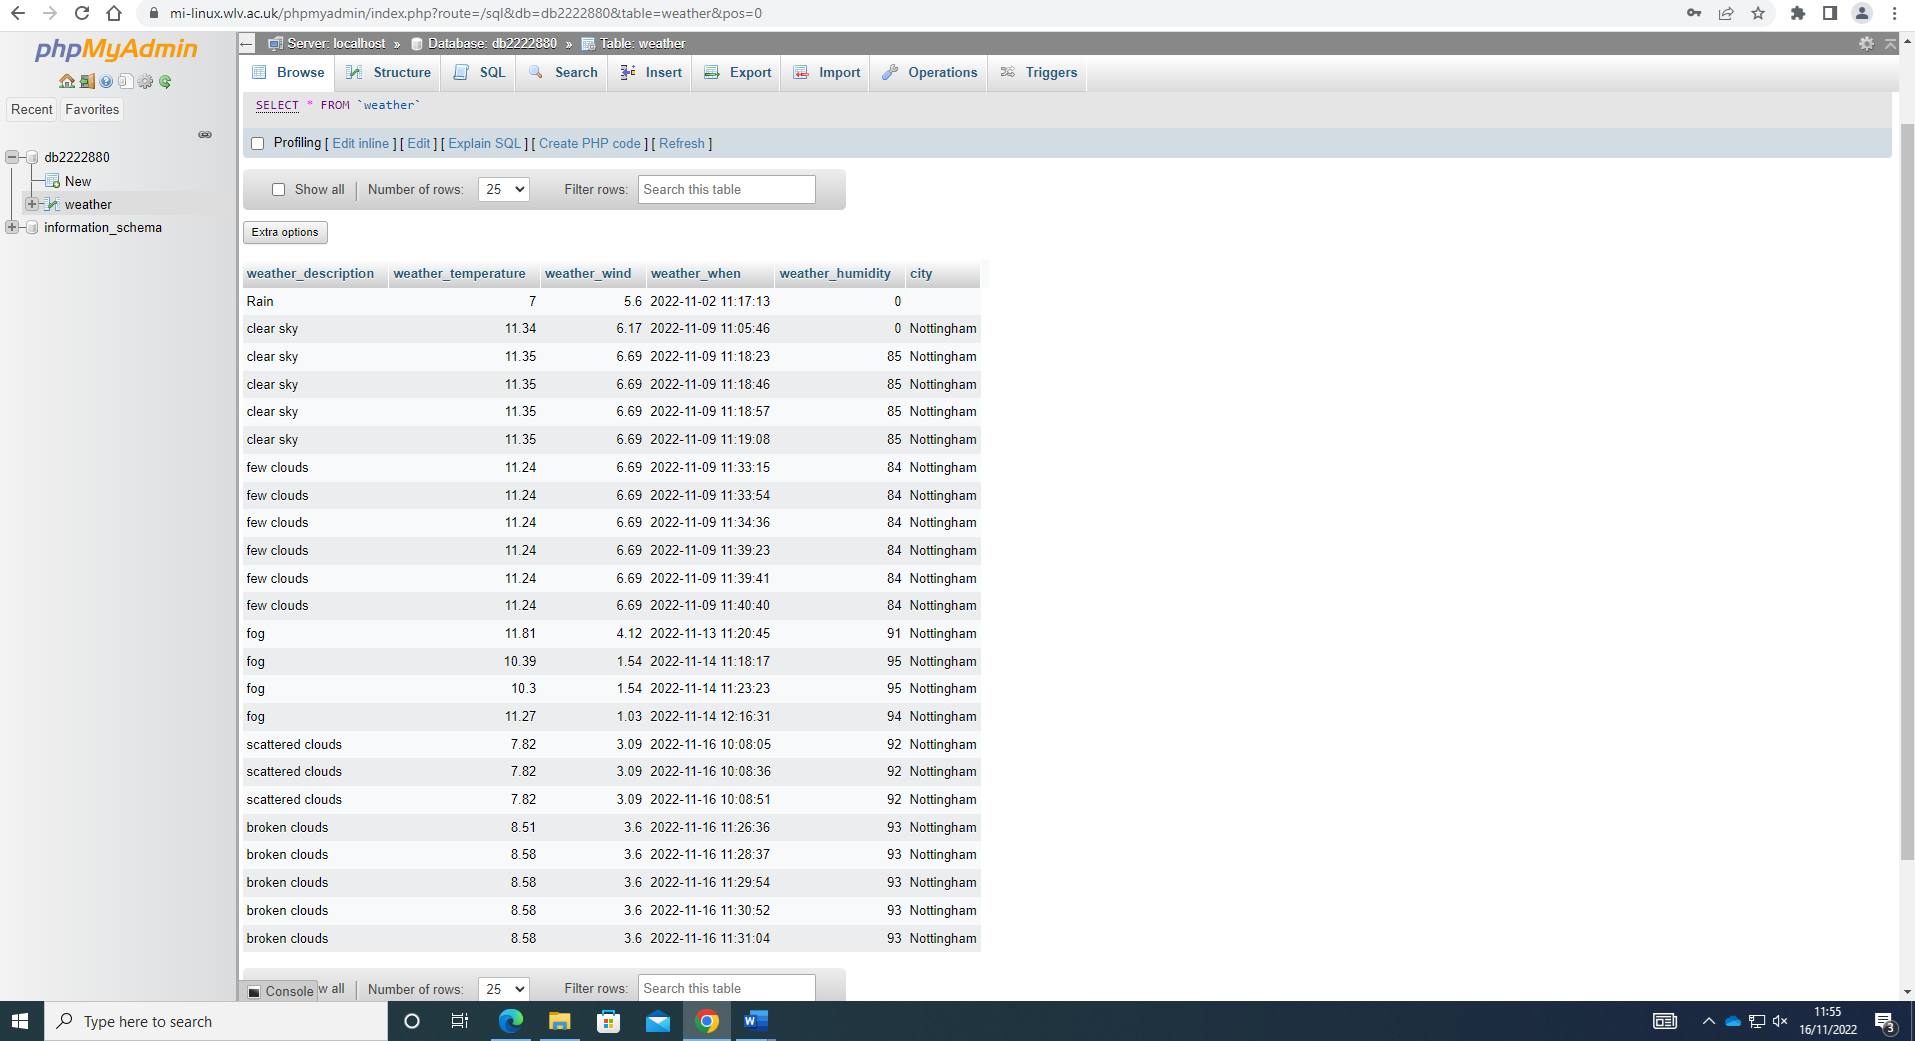 mi-linux.wlv.ac.uk/phpmyadmin/index.php?route=/sql&db=db2222880&table=weather&pos=0
phpMyAdmin
Recent Favorites
db2222880
New
weather
information_schema
Server: localhost » Database: db2222880 » Table: weather
Browse Structure SQL Search Insert Export Import Operations Triggers
SELECT * FROM `weather`
Profiling [ Edit inline ] [ Edit ] [ Explain SQL ] [ Create PHP code ] [ Refresh ]
Show all Number of rows: 25 Filter rows: Search this table
Extra options
weather_description weather_temperature weather_wind weather_when weather_humidity city
Rain 7 5.6 2022-11-02 11:17:13 0
clear sky 11.34 6.17 2022-11-09 11:05:46 0 Nottingham
clear sky 11.35 6.69 2022-11-09 11:18:23 85 Nottingham
clear sky 11.35 6.69 2022-11-09 11:18:46 85 Nottingham
clear sky 11.35 6.69 2022-11-09 11:18:57 85 Nottingham
clear sky 11.35 6.69 2022-11-09 11:19:08 85 Nottingham
few clouds 11.24 6.69 2022-11-09 11:33:15 84 Nottingham
few clouds 11.24 6.69 2022-11-09 11:33:54 84 Nottingham
few clouds 11.24 6.69 2022-11-09 11:34:36 84 Nottingham
few clouds 11.24 6.69 2022-11-09 11:39:23 84 Nottingham
few clouds 11.24 6.69 2022-11-09 11:39:41 84 Nottingham
few clouds 11.24 6.69 2022-11-09 11:40:40 84 Nottingham
fog 11.81 4.12 2022-11-13 11:20:45 91 Nottingham
fog 10.39 1.54 2022-11-14 11:18:17 95 Nottingham
fog 10.3 1.54 2022-11-14 11:23:23 95 Nottingham
fog 11.27 1.03 2022-11-14 12:16:31 94 Nottingham
scattered clouds 7.82 3.09 2022-11-16 10:08:05 92 Nottingham
scattered clouds 7.82 3.09 2022-11-16 10:08:36 92 Nottingham
scattered clouds 7.82 3.09 2022-11-16 10:08:51 92 Nottingham
broken clouds 8.51 3.6 2022-11-16 11:26:36 93 Nottingham
broken clouds 8.58 3.6 2022-11-16 11:28:37 93 Nottingham
broken clouds 8.58 3.6 2022-11-16 11:29:54 93 Nottingham
broken clouds 8.58 3.6 2022-11-16 11:30:52 93 Nottingham
broken clouds 8.58 3.6 2022-11-16 11:31:04 93 Nottingham
Console w all Number of rows: 25 Filter rows: Search this table
Type here to search
11:55
16/11/2022
3